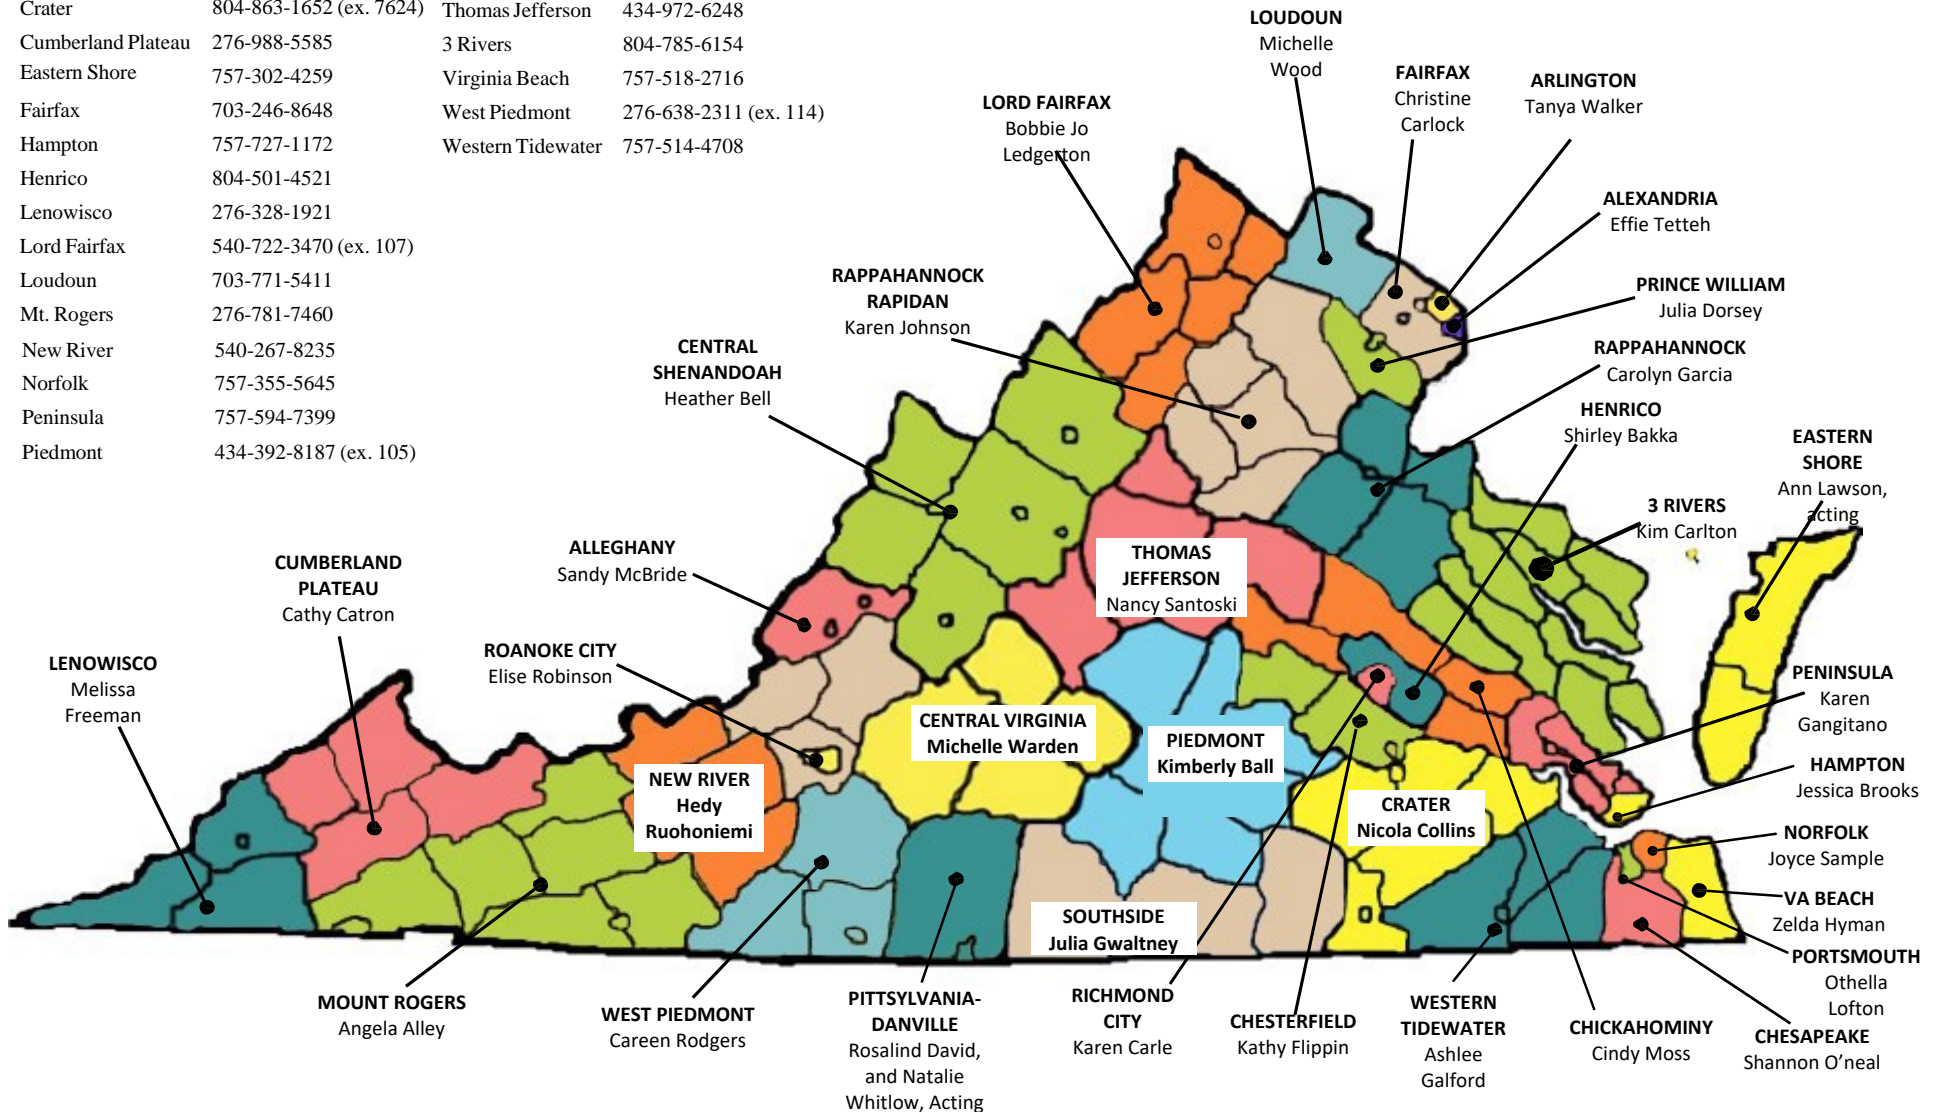 Crater 804-863-1652 (ex. 7624)
Cumberland Plateau 276-988-5585
Eastern Shore 757-302-4259
Fairfax 703-246-8648
Hampton 757-727-1172
Henrico 804-501-4521
Lenowisco 276-328-1921
Lord Fairfax 540-722-3470 (ex. 107)
Loudoun 703-771-5411
Mt. Rogers 276-781-7460
New River 540-267-8235
Norfolk 757-355-5645
Peninsula 757-594-7399
Piedmont 434-392-8187 (ex. 105)
Thomas Jefferson 434-972-6248
3 Rivers 804-785-6154
Virginia Beach 757-518-2716
West Piedmont 276-638-2311 (ex. 114)
Western Tidewater 757-514-4708
LOUDOUN
Michelle
Wood
FAIRFAX
Christine
Carlock
ARLINGTON
Tanya Walker
LORD FAIRFAX
Bobbie Jo
Ledgerton
ALEXANDRIA
Effie Tetteh
RAPPAHANNOCK
RAPIDAN
Karen Johnson
PRINCE WILLIAM
Julia Dorsey
CENTRAL
SHENANDOAH
Heather Bell
RAPPAHANNOCK
Carolyn Garcia
HENRICO
Shirley Bakka
EASTERN
SHORE
Ann Lawson,
acting
3 RIVERS
Kim Carlton
ALLEGHANY
Sandy McBride
THOMAS
JEFFERSON
Nancy Santoski
CUMBERLAND
PLATEAU
Cathy Catron
ROANOKE CITY
Elise Robinson
LENOWISCO
Melissa
Freeman
PENINSULA
Karen
Gangitano
CENTRAL VIRGINIA
Michelle Warden
PIEDMONT
Kimberly Ball
NEW RIVER
Hedy
Ruohoniemi
HAMPTON
Jessica Brooks
CRATER
Nicola Collins
NORFOLK
Joyce Sample
VA BEACH
Zelda Hyman
SOUTHSIDE
Julia Gwaltney
PORTSMOUTH
Othella
Lofton
MOUNT ROGERS
Angela Alley
WEST PIEDMONT
Careen Rodgers
PITTSYLVANIA-
DANVILLE
Rosalind David,
and Natalie
Whitlow, Acting
RICHMOND
CITY
Karen Carle
CHESTERFIELD
Kathy Flippin
WESTERN
TIDEWATER
Ashlee
Galford
CHICKAHOMINY
Cindy Moss
CHESAPEAKE
Shannon O’neal